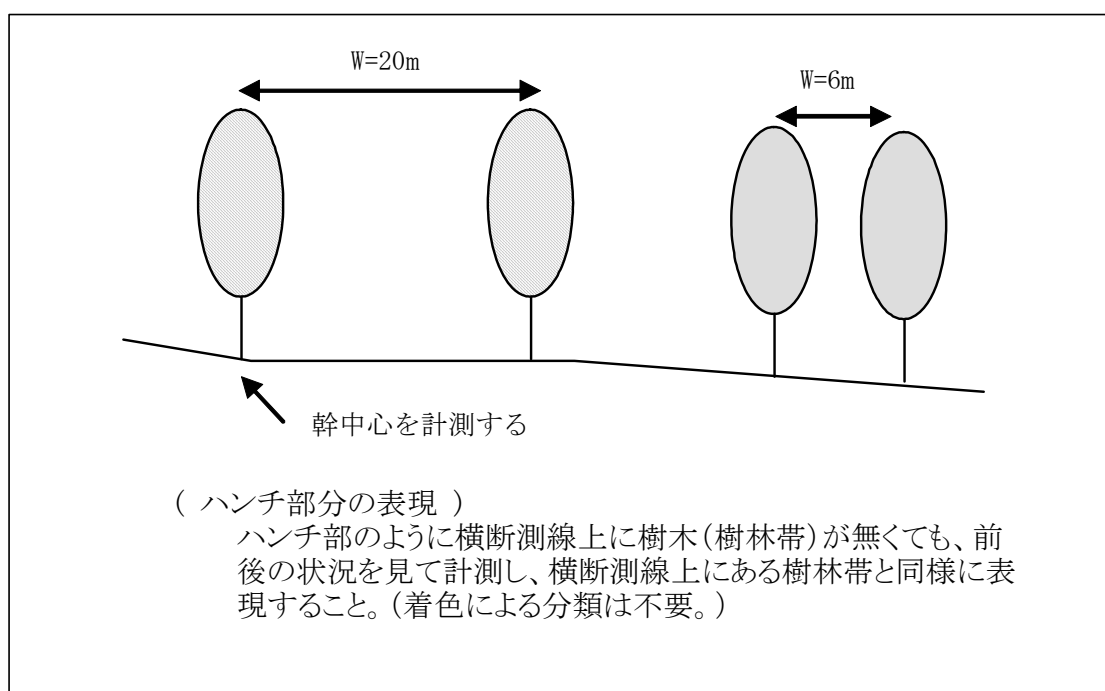 W=20m
W=6m
幹中心を計測する
( ハンチ部分の表現 )
ハンチ部のように横断測線上に樹木(樹林帯)が無くても、前
後の状況を見て計測し、横断測線上にある樹林帯と同様に表
現すること。(着色による分類は不要。)